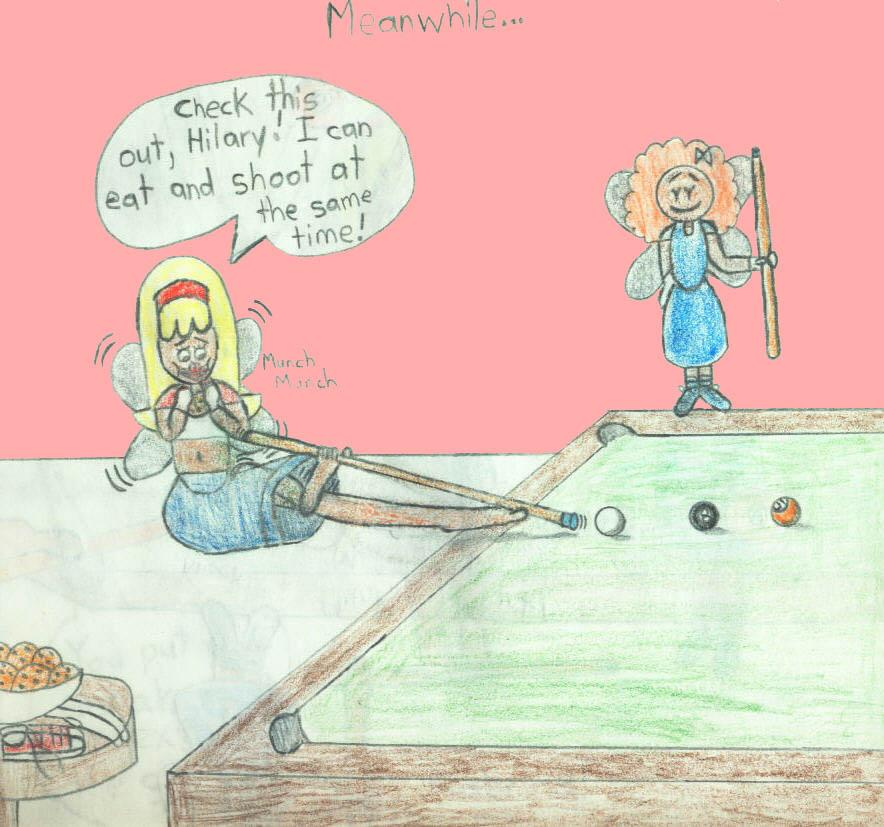 Meanwhile...
Check this
out, Hilary! I can
eat and shoot at
the same
time!
Munch
Munch